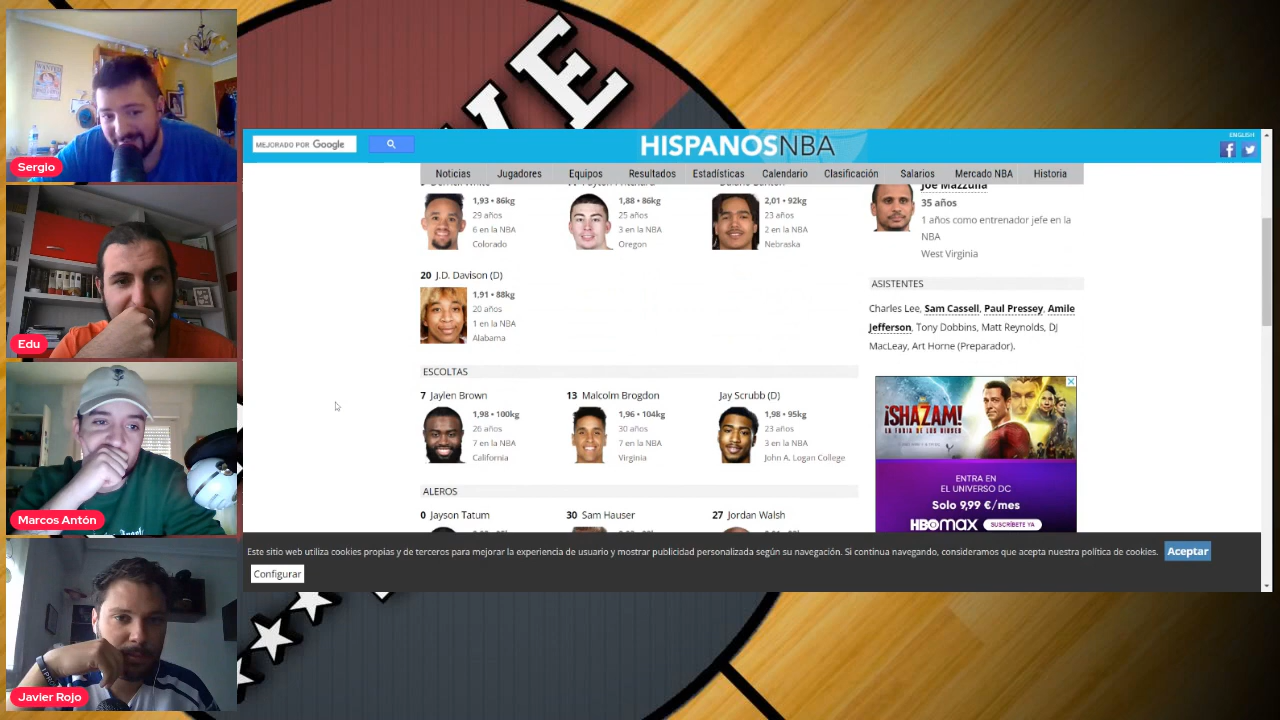 VE
Sergio
Edu
Marcos Antón
Javier Rojo
WANTED
MEJORADO POR Google
HISPANOSNBA
ENGLISH
Noticias Jugadores Equipos Resultados Estadísticas Calendario Clasificación Salarios Mercado NBA Historia
1,93 • 86kg
29 años
6 en la NBA
Colorado
1,88 • 86kg
25 años
3 en la NBA
Oregon
2,01 • 92kg
23 años
2 en la NBA
Nebraska
Joe Mazzulla
35 años
1 años como entrenador jefe en la
NBA
West Virginia
20 J.D. Davison (D)
1,91 • 88kg
20 años
1 en la NBA
Alabama
ASISTENTES
Charles Lee, Sam Cassell, Paul Pressey, Amile
Jefferson, Tony Dobbins, Matt Reynolds, DJ
MacLeay, Art Horne (Preparador).
ESCOLTAS
7 Jaylen Brown
1,98 • 100kg
26 años
7 en la NBA
California
13 Malcolm Brogdon
1,96 • 104kg
30 años
7 en la NBA
Virginia
Jay Scrubb (D)
1,98 • 95kg
23 años
3 en la NBA
John A. Logan College
¡SHAZAM!
LA FURIA DE LOS DIOSES
ENTRA EN
EL UNIVERSO DC
Solo 9,99 €/mes
HBOMAX SUSCRÍBETE YA
ALEROS
0 Jayson Tatum
30 Sam Hauser
27 Jordan Walsh
Este sitio web utiliza cookies propias y de terceros para mejorar la experiencia de usuario y mostrar publicidad personalizada según su navegación. Si continua navegando, consideramos que acepta nuestra política de cookies. Aceptar
Configurar